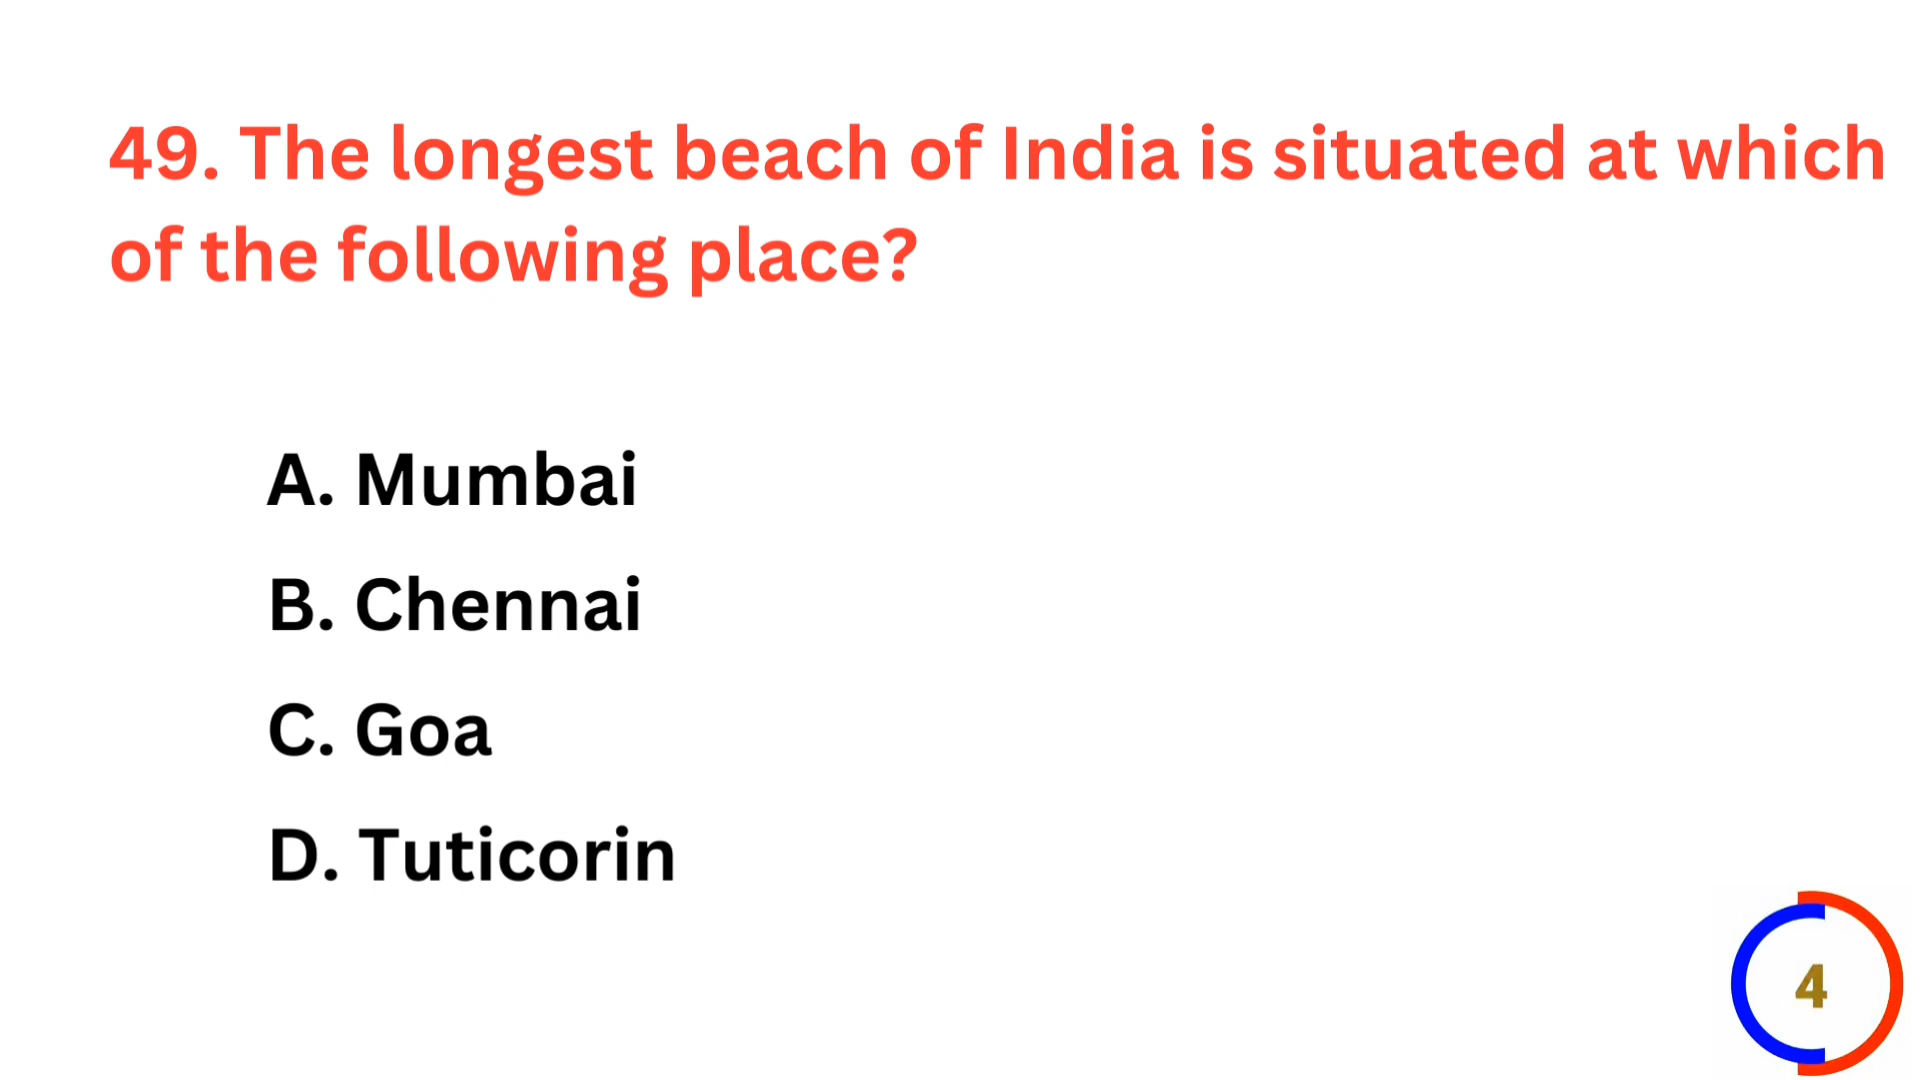 49. The longest beach of India is situated at which
of the following place?
A. Mumbai
B. Chennai
C. Goa
D. Tuticorin
4